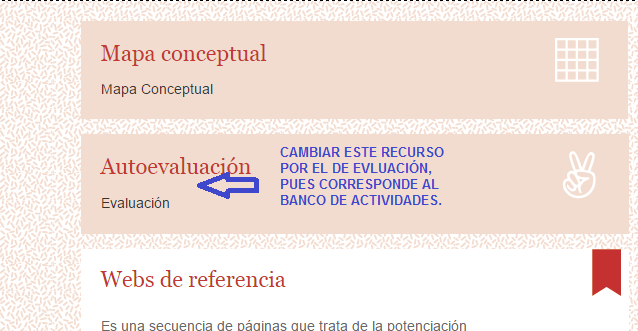 Mapa conceptual
Mapa Conceptual
Autoevaluación
Evaluación
CAMBIAR ESTE RECURSO
POR EL DE EVLUACIÓN,
PUES CORRESPONDE AL
BANCO DE ACTIVIDADES.
Webs de referencia
Es una secuencia de páginas que trata de la potenciación